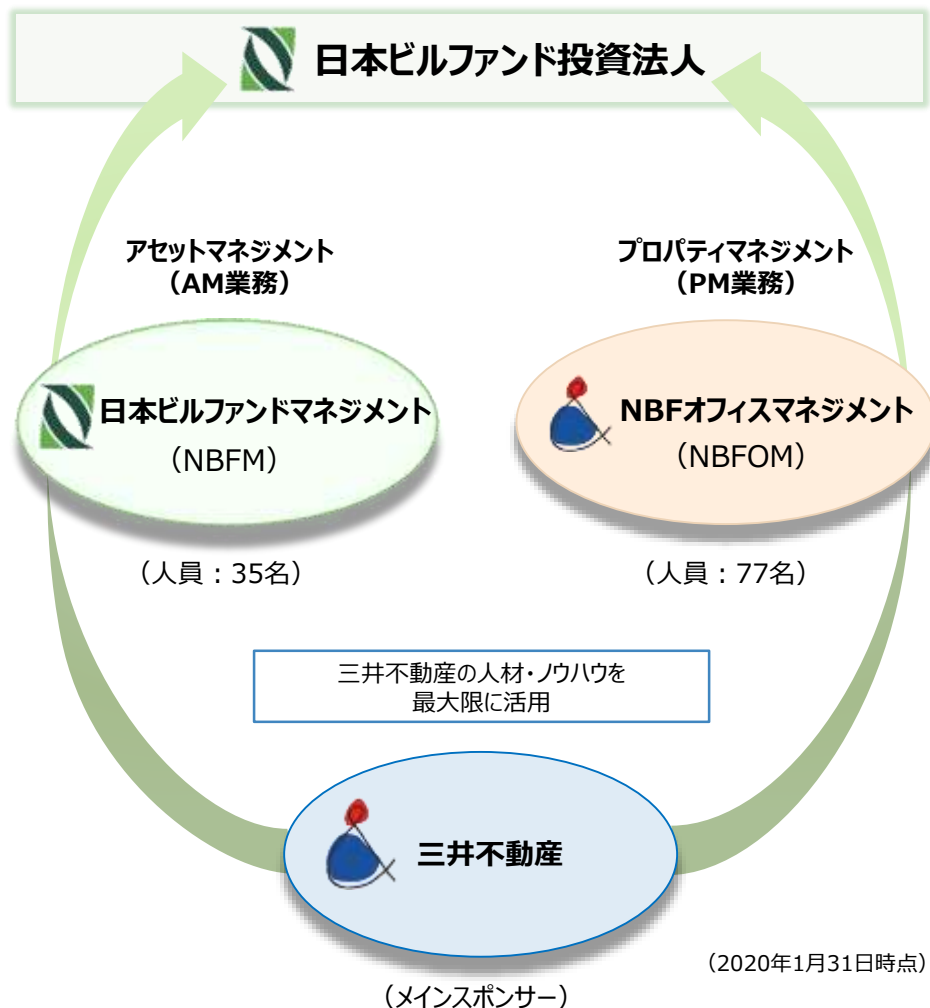 日本ビルファンド投資法人
アセットマネジメント
（AM業務）
プロパティマネジメント
（PM業務）
日本ビルファンドマネジメント
（NBFM）
NBFオフィスマネジメント
（NBFOM）
（人員：35名）
（人員：77名）
三井不動産の人材・ノウハウを
最大限に活用
三井不動産
（2020年1月31日時点）
（メインスポンサー）